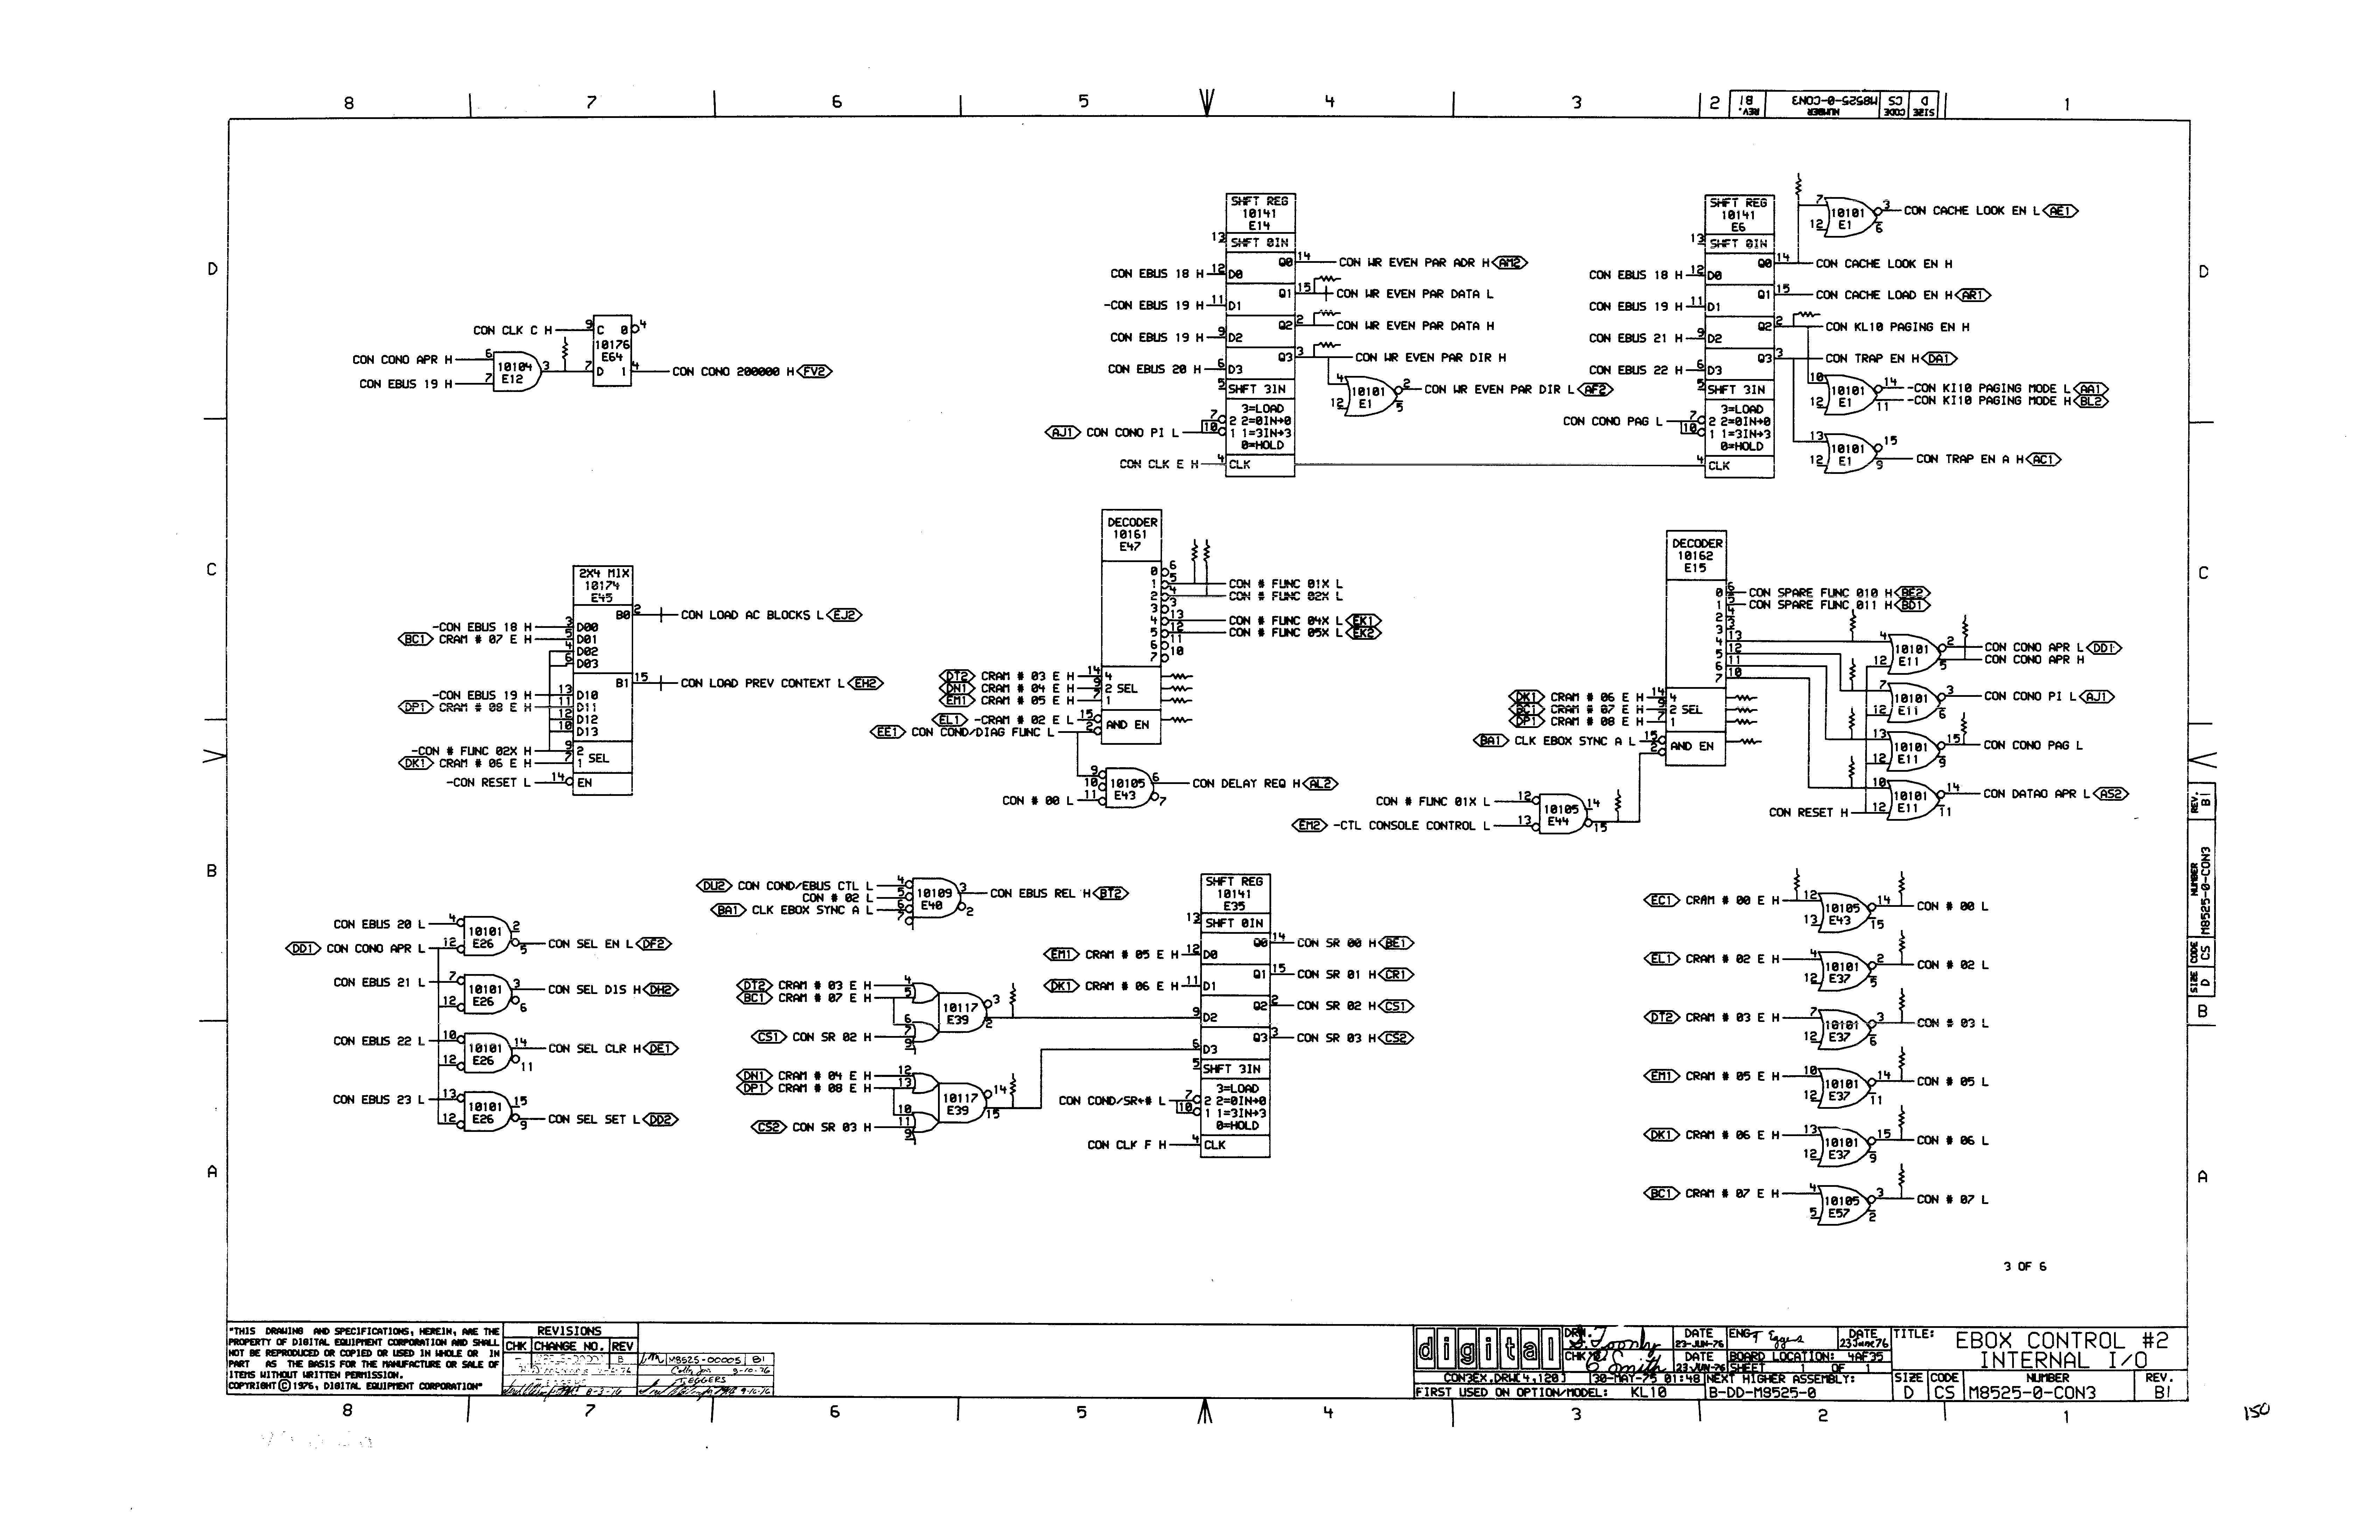 8 7 6 5 4 3 2 1
REV. B1 NUMBER M8525-0-CON3 CODE CS SIZE D
D
SHFT REG
10141
E14
13 SHFT 0IN
CON EBUS 18 H 12 D0 Q0 14 CON WR EVEN PAR ADR H AM2
-CON EBUS 19 H 11 D1 Q1 15 CON WR EVEN PAR DATA L
CON EBUS 19 H 9 D2 Q2 2 CON WR EVEN PAR DATA H
CON EBUS 20 H 6 D3 Q3 3 CON WR EVEN PAR DIR H
5 SHFT 3IN
4 12 10101 E1 2 5 CON WR EVEN PAR DIR L AF2
AJ1 CON CONO PI L 7 10
3=LOAD
2 2=0IN→0
1 1=3IN→3
0=HOLD
CON CLK E H 4 CLK
SHFT REG
10141
E6
13 SHFT 0IN
CON EBUS 18 H 12 D0 Q0 14 CON CACHE LOOK EN H
CON EBUS 19 H 11 D1 Q1 15 CON CACHE LOAD EN H AR1
CON EBUS 21 H 9 D2 Q2 2 CON KL10 PAGING EN H
CON EBUS 22 H 6 D3 Q3 3 CON TRAP EN H DA1
5 SHFT 3IN
CON CONO PAG L 7 10
3=LOAD
2 2=0IN→0
1 1=3IN→3
0=HOLD
4 CLK
7 12 10101 E1 3 6 CON CACHE LOOK EN L AE1
10 12 10101 E1 14 -CON KI10 PAGING MODE L AA1
11 -CON KI10 PAGING MODE H BL2
13 12 10101 E1 15 9 CON TRAP EN A H AC1
CON CLK C H 9 C 0 4
10176
E64
CON CONO APR H 6
CON EBUS 19 H 7
10104 E12 3
7 D 1 4 CON CONO 200000 H FV2
C
2X4 MIX
10174
E45
B0 2 CON LOAD AC BLOCKS L EJ2
-CON EBUS 18 H 3 D00
BC1 CRAM # 07 E H 5 D01
4 D02
6 D03
B1 15 CON LOAD PREV CONTEXT L EH2
-CON EBUS 19 H 13 D10
DP1 CRAM # 08 E H 11 D11
12 D12
10 D13
-CON # FUNC 02X H 9 2
DK1 CRAM # 06 E H 7 1 SEL
-CON RESET L 14 EN
DECODER
10161
E47
0 6
1 5 CON # FUNC 01X L
2 4 CON # FUNC 02X L
3 3
4 13 CON # FUNC 04X L EK1
5 12 CON # FUNC 05X L EK2
6 11
7 10
DT2 CRAM # 03 E H 14 4
DN1 CRAM # 04 E H 9 2 SEL
EM1 CRAM # 05 E H 7 1
EL1 -CRAM # 02 E L 15 AND EN
EE1 CON COND/DIAG FUNC L 2
9 10 10105 E43 6 7 CON DELAY REQ H AL2
CON # 00 L 11
DECODER
10162
E15
0 6 CON SPARE FUNC 010 H BE2
1 5 CON SPARE FUNC 011 H BD1
2 4
3 3
4 13
5 12
6 11
7 10
DK1 CRAM # 06 E H 14 4
BC1 CRAM # 07 E H 9 2 SEL
DP1 CRAM # 08 E H 7 1
BA1 CLK EBOX SYNC A L 15 2 AND EN
CON # FUNC 01X L 12
EM2 -CTL CONSOLE CONTROL L 13
10105 E44 14 15
4 12 10101 E11 2 CON CONO APR L DD1
5 CON CONO APR H
7 12 10101 E11 3 6 CON CONO PI L AJ1
13 12 10101 E11 15 9 CON CONO PAG L
10 12 10101 E11 14 11 CON DATAO APR L AS2
CON RESET H
B
CON EBUS 20 L 4
DD1 CON CONO APR L 12
10101 E26 2 5 CON SEL EN L DF2
CON EBUS 21 L 7 12 10101 E26 3 6 CON SEL DIS H DH2
CON EBUS 22 L 10 12 10101 E26 14 11 CON SEL CLR H DE1
CON EBUS 23 L 13 12 10101 E26 15 9 CON SEL SET L DD2
DU2 CON COND/EBUS CTL L 4
CON # 02 L 5
BA1 CLK EBOX SYNC A L 6
7
10109 E40 3 2 CON EBUS REL H BT2
DT2 CRAM # 03 E H 4
BC1 CRAM # 07 E H 5
CS1 CON SR 02 H 6 7 9
10117 E39 3 2
DN1 CRAM # 04 E H 12
DP1 CRAM # 08 E H 13
CS2 CON SR 03 H 10 11 9
10117 E39 14 15
SHFT REG
10141
E35
13 SHFT 0IN
EM1 CRAM # 05 E H 12 D0 Q0 14 CON SR 00 H BE1
DK1 CRAM # 06 E H 11 D1 Q1 15 CON SR 01 H CR1
9 D2 Q2 2 CON SR 02 H CS1
6 D3 Q3 3 CON SR 03 H CS2
5 SHFT 3IN
CON COND/SR←# L 7 10
3=LOAD
2 2=0IN→0
1 1=3IN→3
0=HOLD
CON CLK F H 4 CLK
EC1 CRAM # 00 E H 12 13 10105 E43 14 15 CON # 00 L
EL1 CRAM # 02 E H 4 12 10101 E37 2 5 CON # 02 L
DT2 CRAM # 03 E H 7 12 10101 E37 3 6 CON # 03 L
EM1 CRAM # 05 E H 10 12 10101 E37 14 11 CON # 05 L
DK1 CRAM # 06 E H 13 12 10101 E37 15 9 CON # 06 L
BC1 CRAM # 07 E H 4 5 10105 E57 3 2 CON # 07 L
A
REV. B1
NUMBER M8525-0-CON3
SIZE CODE D CS
3 OF 6
"THIS DRAWING AND SPECIFICATIONS, HEREIN, ARE THE
PROPERTY OF DIGITAL EQUIPMENT CORPORATION AND SHALL
NOT BE REPRODUCED OR COPIED OR USED IN WHOLE OR IN
PART AS THE BASIS FOR THE MANUFACTURE OR SALE OF
ITEMS WITHOUT WRITTEN PERMISSION.
COPYRIGHT © 1976, DIGITAL EQUIPMENT CORPORATION"
REVISIONS
CHK CHANGE NO. REV
B
M8525-00005 B1
T EGGERS
8-3-76
9-10-76
digital
DRN.
CHK'D Smith
DATE 23-JUN-76
DATE 23 JUN-76
ENG. T Eggers
DATE 23 June 76
BOARD LOCATION: 4AF35
SHEET 1 OF 1
CON3EX.DRW[4,120] 30-MAY-75 01:48 NEXT HIGHER ASSEMBLY:
FIRST USED ON OPTION/MODEL: KL10 B-DD-M8525-0
TITLE: EBOX CONTROL #2
INTERNAL I/O
SIZE CODE NUMBER REV.
D CS M8525-0-CON3 B1
8 7 6 5 4 3 2 1
150